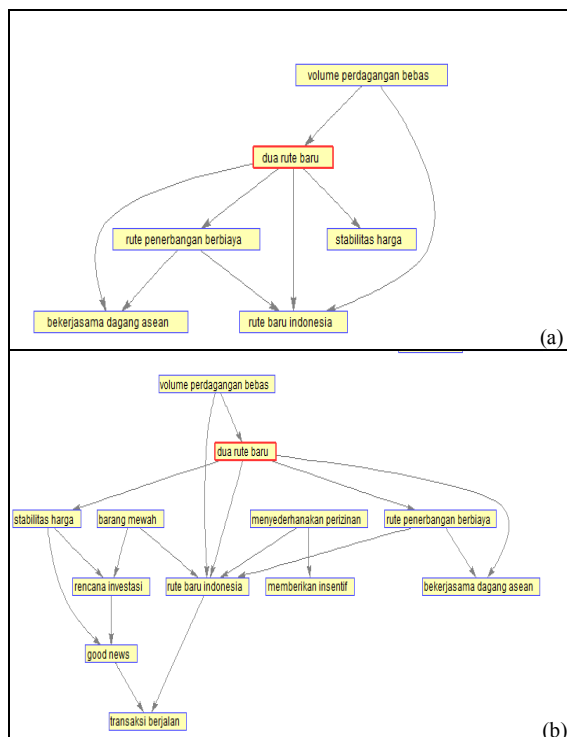 volume perdagangan bebas
dua rute baru
rute penerbangan berbiaya
stabilitas harga
bekerjasama dagang asean
rute baru indonesia
(a)
volume perdagangan bebas
dua rute baru
stabilitas harga
barang mewah
menyederhanakan perizinan
rute penerbangan berbiaya
rencana investasi
rute baru indonesia
memberikan insentif
bekerjasama dagang asean
good news
transaksi berjalan
(b)